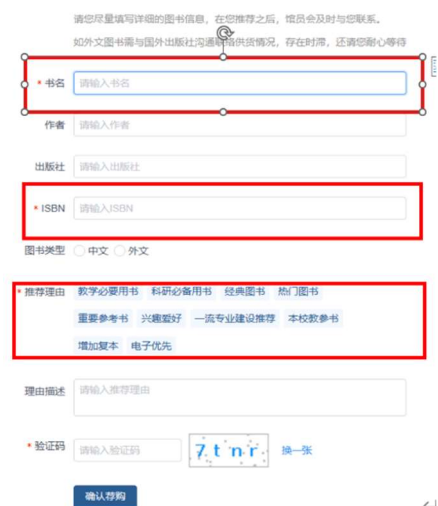 请您尽量填写详细的图书信息，在您推荐之后，馆员会及时与您联系。
如外文图书需与国外出版社沟通联络供货情况，存在时滞，还请您耐心等待
* 书名 请输入书名
作者 请输入作者
出版社 请输入出版社
* ISBN 请输入ISBN
图书类型 中文 外文
* 推荐理由 教学必要用书 科研必备用书 经典图书 热门图书
重要参考书 兴趣爱好 一流专业建设推荐 本校教参书
增加复本 电子优先
理由描述 请输入推荐理由
* 验证码 请输入验证码 7tnr 换一张
确认荐购